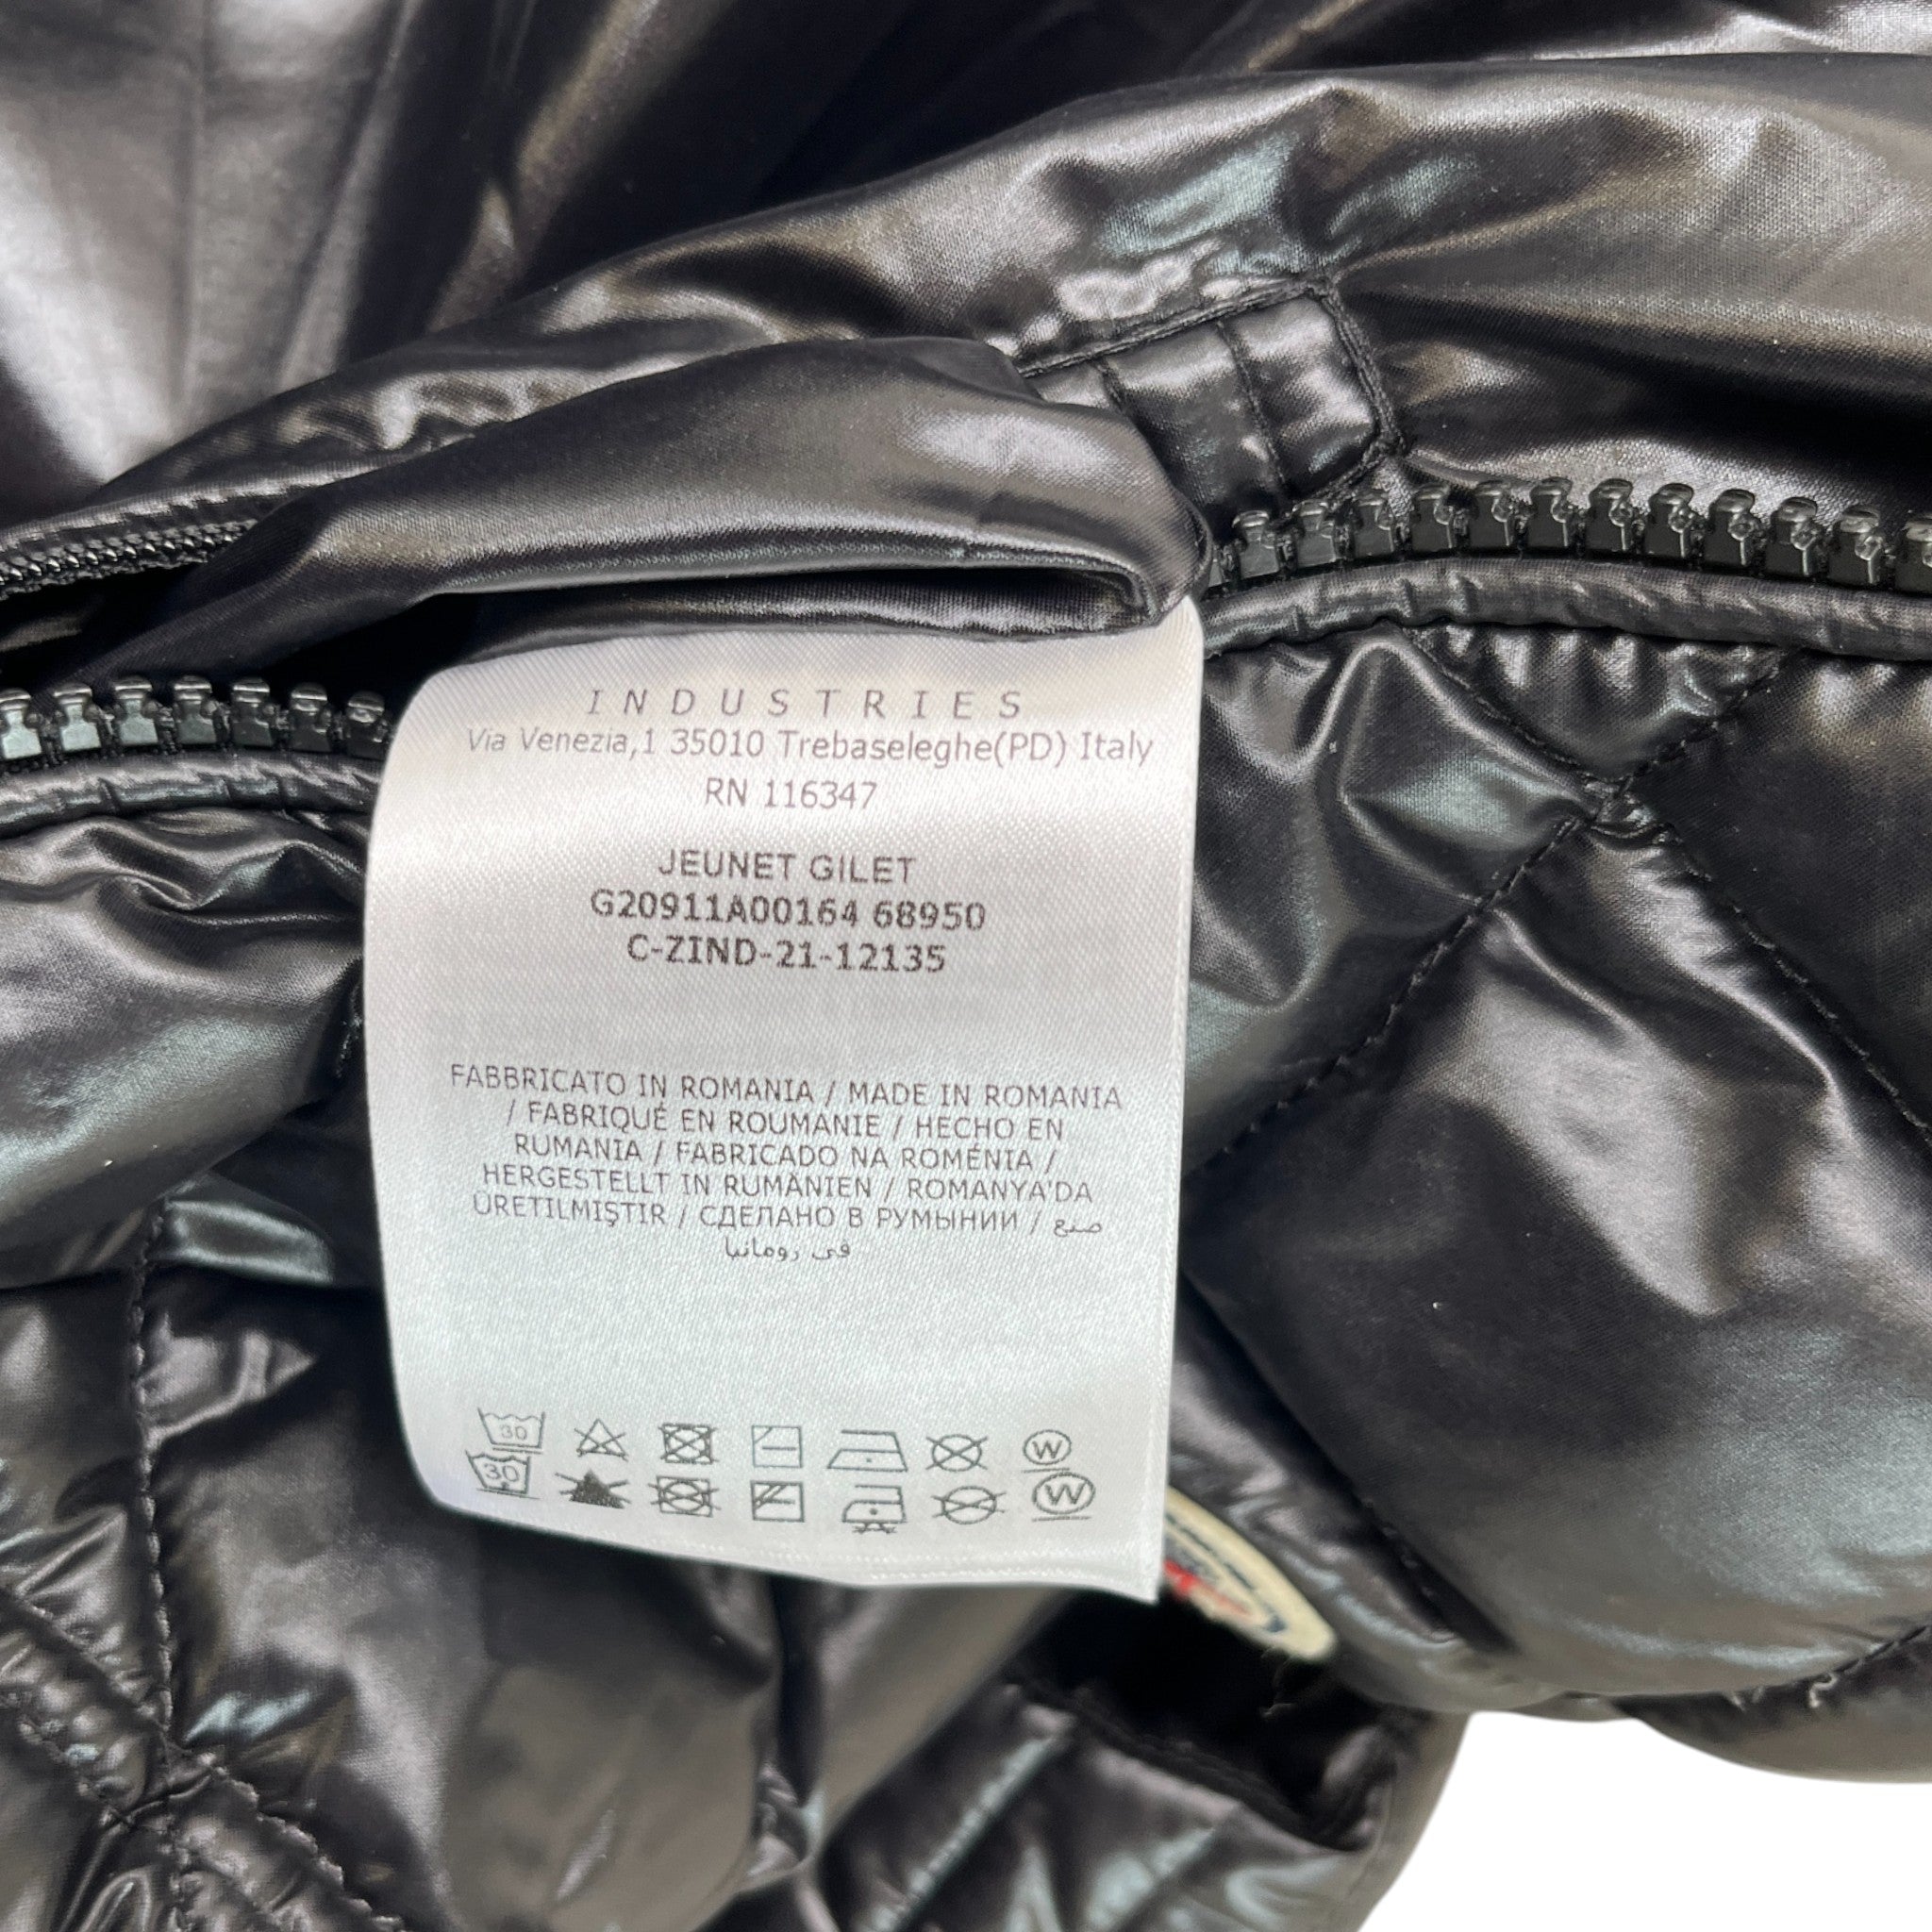 INDUSTRIES
Via Venezia,1 35010 Trebaseleghe(PD) Italy
RN 116347
JEUNET GILET
G20911A00164 68950
C-ZIND-21-12135
FABBRICATO IN ROMANIA / MADE IN ROMANIA
/ FABRIQUÉ EN ROUMANIE / HECHO EN
RUMANIA / FABRICADO NA ROMÉNIA /
HERGESTELLT IN RUMÄNIEN / ROMANYA'DA
ÜRETILMIŞTIR / СДЕЛАНО В РУМЫНИИ / صنع
في رومانيا
30 W
30 W